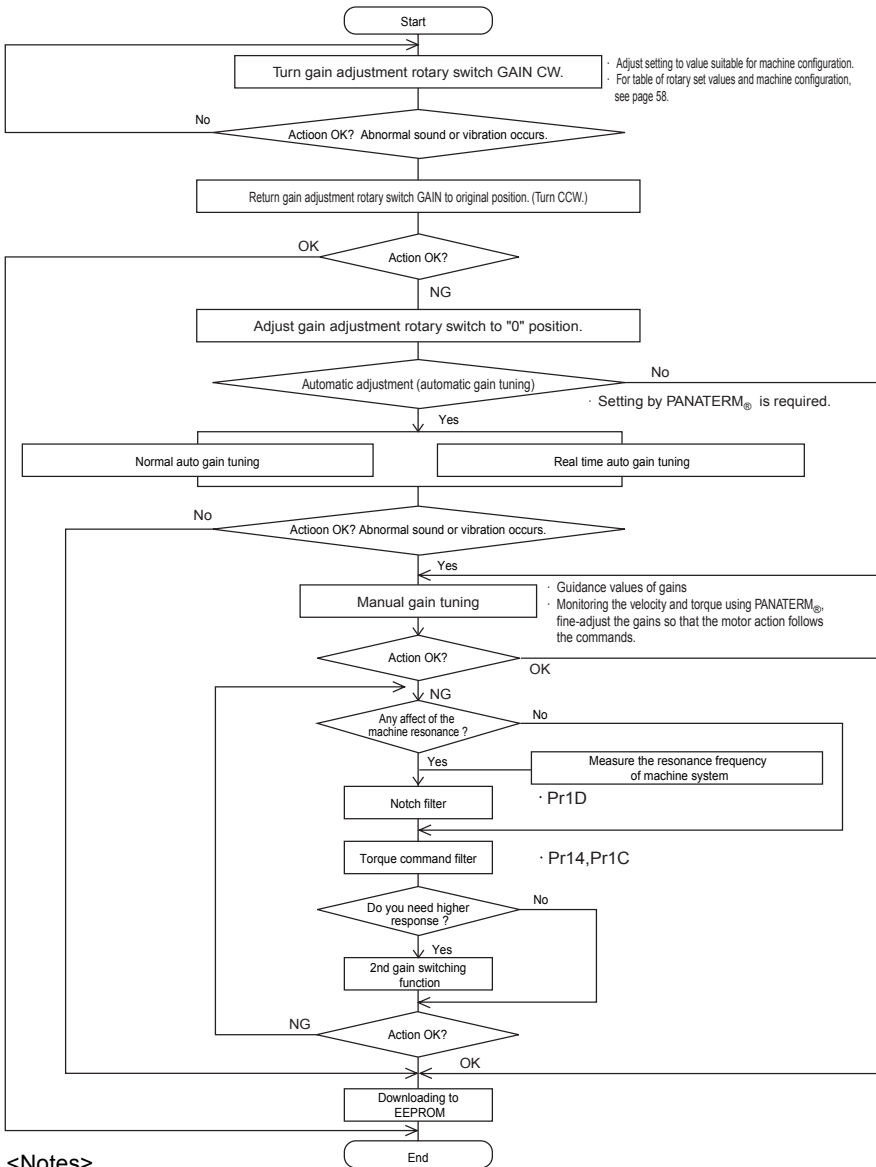 Start
Turn gain adjustment rotary switch GAIN CW.
· Adjust setting to value suitable for machine configuration.
· For table of rotary set values and machine configuration,
see page 58.
No
Actioon OK? Abnormal sound or vibration occurs.
Return gain adjustment rotary switch GAIN to original position. (Turn CCW.)
OK
Action OK?
NG
Adjust gain adjustment rotary switch to "0" position.
Automatic adjustment (automatic gain tuning)
No
· Setting by PANATERM® is required.
Yes
Normal auto gain tuning
Real time auto gain tuning
No
Actioon OK? Abnormal sound or vibration occurs.
Yes
Manual gain tuning
· Guidance values of gains
· Monitoring the velocity and torque using PANATERM®,
fine-adjust the gains so that the motor action follows
the commands.
Action OK?
OK
NG
Any affect of the
machine resonance ?
No
Yes
Measure the resonance frequency
of machine system
Notch filter
· Pr1D
Torque command filter
· Pr14,Pr1C
Do you need higher
response ?
No
Yes
2nd gain switching
function
NG
Action OK?
OK
Downloading to
EEPROM
End
<Notes>